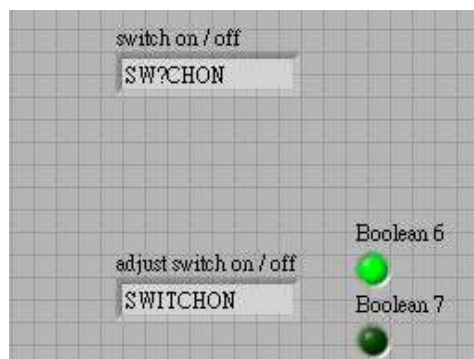 switch on / off
SW?CHON
Boolean 6
adjust switch on / off
SWITCHON
Boolean 7